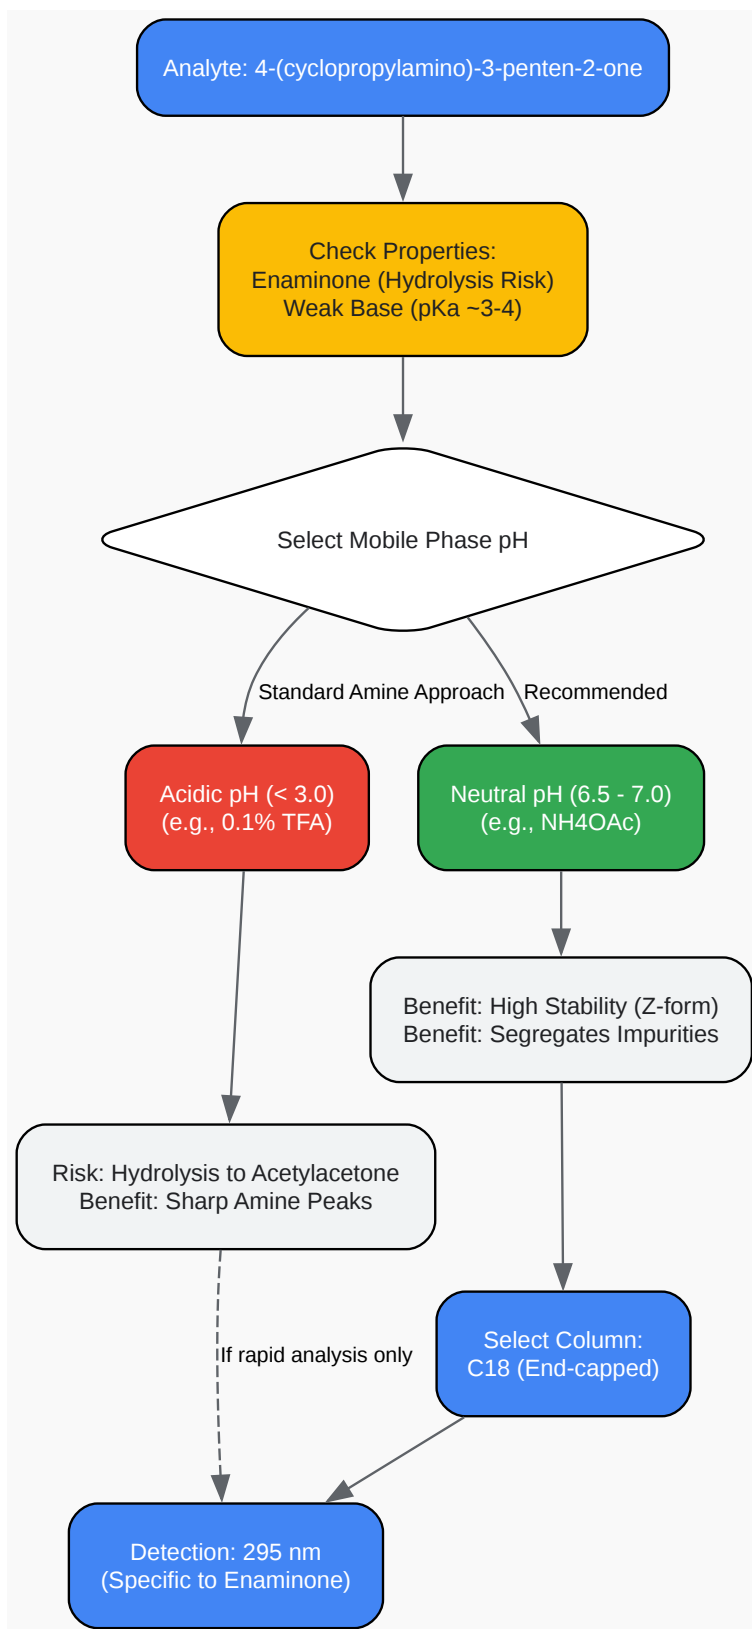 Analyte: 4-(cyclopropylamino)-3-penten-2-one
Check Properties:
Enaminone (Hydrolysis Risk)
Weak Base (pKa ~3-4)
Select Mobile Phase pH
Standard Amine Approach
Recommended
Acidic pH (< 3.0)
(e.g., 0.1% TFA)
Neutral pH (6.5 - 7.0)
(e.g., NH4OAc)
Benefit: High Stability (Z-form)
Benefit: Segregates Impurities
Risk: Hydrolysis to Acetylacetone
Benefit: Sharp Amine Peaks
If rapid analysis only
Select Column:
C18 (End-capped)
Detection: 295 nm
(Specific to Enaminone)